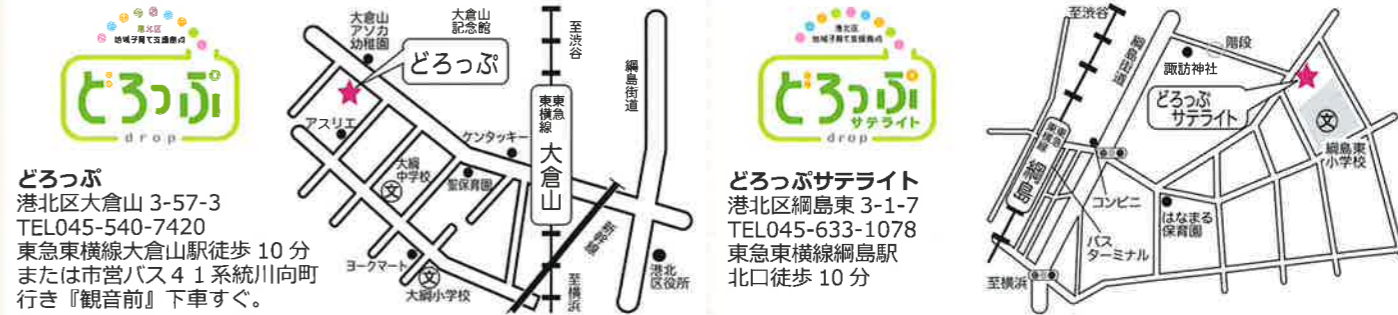 港北区
地域子育て支援拠点
どろっぷ
drop
どろっぷ
港北区大倉山 3-57-3
TEL045-540-7420
東急東横線大倉山駅徒歩 10 分
または市営バス４１系統川向町
行き『観音前』下車すぐ。
大倉山
アソカ
幼稚園
大倉山
記念館
どろっぷ
至渋谷
綱島街道
アスリエ
ケンタッキー
東急
東横線
大倉山
大綱
中学校
文
聖保育園
新幹線
ヨークマート
文
大綱小学校
至横浜
港北
区役所
港北区
地域子育て支援拠点
どろっぷ
サテライト
drop
どろっぷサテライト
港北区綱島東 3-1-7
TEL045-633-1078
東急東横線綱島駅
北口徒歩 10 分
至渋谷
綱島街道
階段
諏訪神社
どろっぷ
サテライト
文
綱島東
小学校
東急
東横線
綱島
コンビニ
はなまる
保育園
バス
ターミナル
至横浜